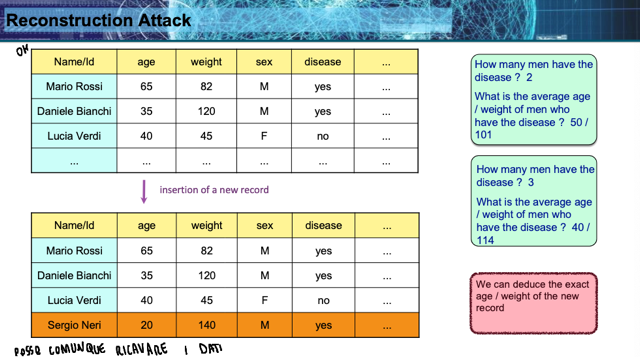 Reconstruction Attack
OK
Name/Id age weight sex disease ...
Mario Rossi 65 82 M yes ...
Daniele Bianchi 35 120 M yes ...
Lucia Verdi 40 45 F no ...
... ... ... ... ... ...
insertion of a new record
Name/Id age weight sex disease ...
Mario Rossi 65 82 M yes ...
Daniele Bianchi 35 120 M yes ...
Lucia Verdi 40 45 F no ...
Sergio Neri 20 140 M yes ...
POSSO COMUNQUE RICAVARE I DATI
How many men have the
disease ? 2
What is the average age
/ weight of men who
have the disease ? 50 /
101
How many men have the
disease ? 3
What is the average age
/ weight of men who
have the disease ? 40 /
114
We can deduce the exact
age / weight of the new
record